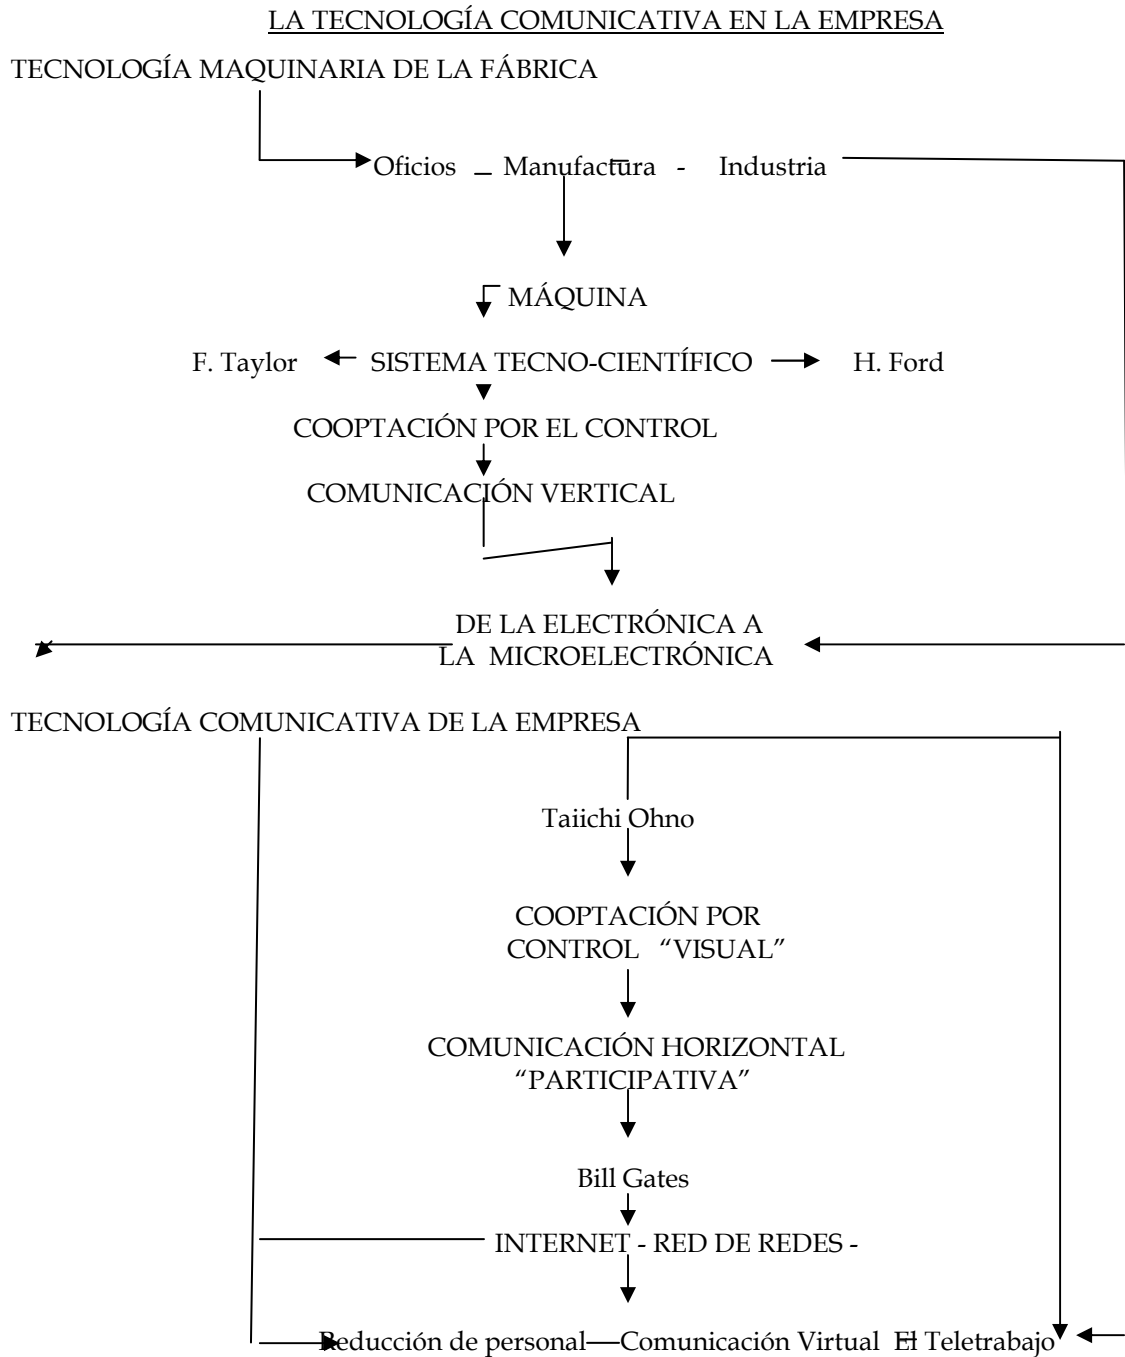 LA TECNOLOGÍA COMUNICATIVA EN LA EMPRESA
TECNOLOGÍA MAQUINARIA DE LA FÁBRICA
Oficios – Manufactura - Industria
MÁQUINA
F. Taylor SISTEMA TECNO-CIENTÍFICO H. Ford
COOPTACIÓN POR EL CONTROL
COMUNICACIÓN VERTICAL
DE LA ELECTRÓNICA A
LA MICROELECTRÓNICA
TECNOLOGÍA COMUNICATIVA DE LA EMPRESA
Taiichi Ohno
COOPTACIÓN POR
CONTROL “VISUAL”
COMUNICACIÓN HORIZONTAL
“PARTICIPATIVA”
Bill Gates
INTERNET - RED DE REDES -
Reducción de personal Comunicación Virtual El Teletrabajo